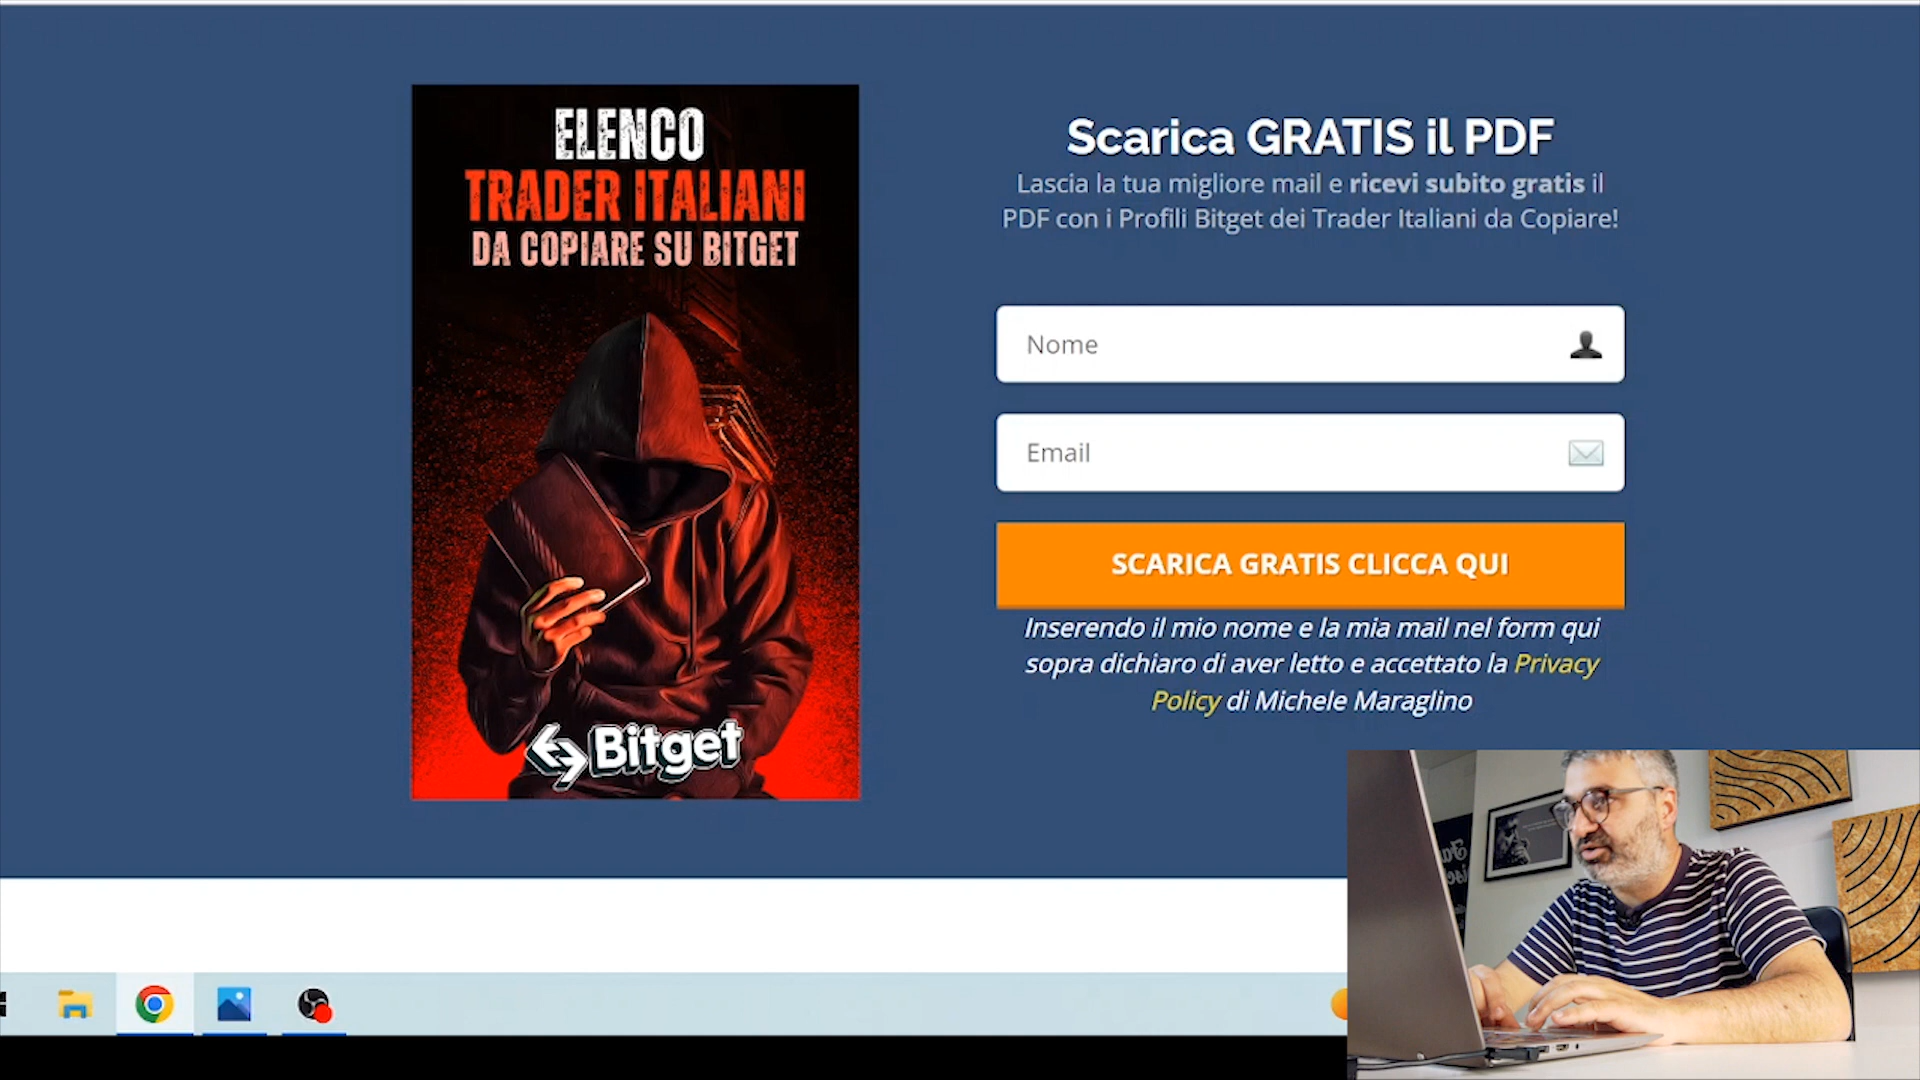 ELENCO
TRADER ITALIANI
DA COPIARE SU BITGET
Bitget
Scarica GRATIS il PDF
Lascia la tua migliore mail e ricevi subito gratis il
PDF con i Profili Bitget dei Trader Italiani da Copiare!
Nome
Email
SCARICA GRATIS CLICCA QUI
Inserendo il mio nome e la mia mail nel form qui
sopra dichiaro di aver letto e accettato la Privacy
Policy di Michele Maraglino